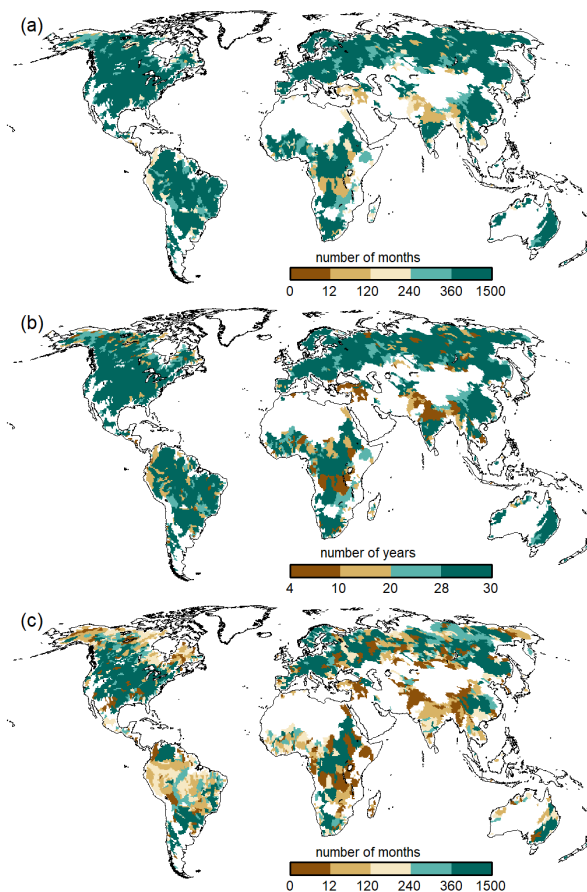 (a)
number of months
0 12 120 240 360 1500
(b)
number of years
4 10 20 28 30
(c)
number of months
0 12 120 240 360 1500